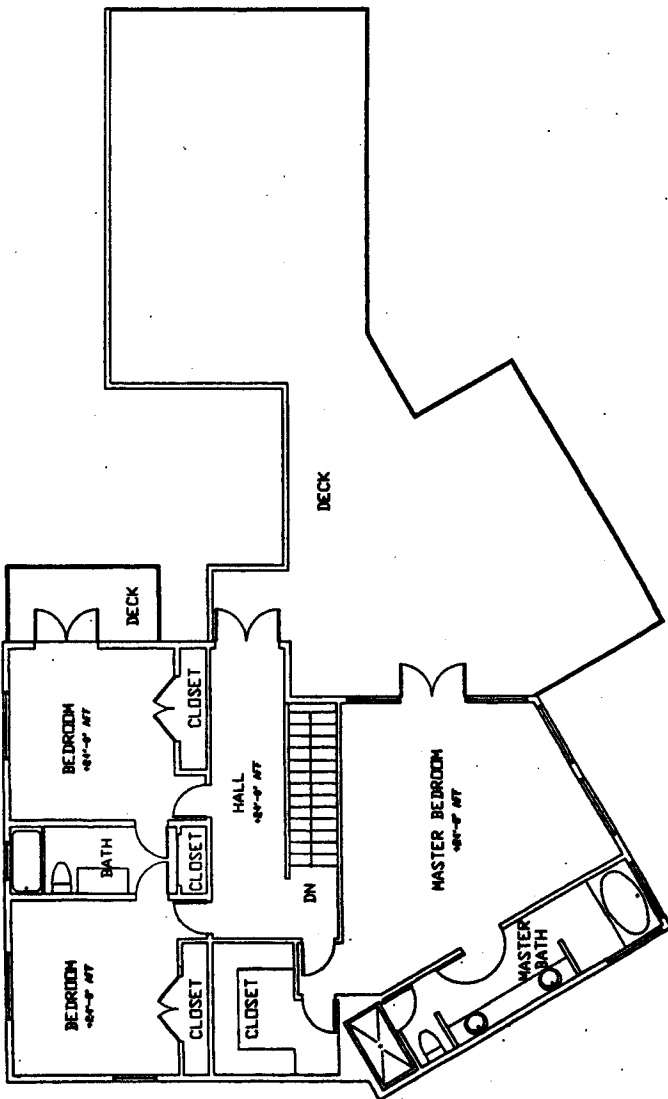 DECK
DECK
BEDROOM
CLOSET
HALL
BATH
CLOSET
MASTER BEDROOM
DN
BEDROOM
CLOSET
CLOSET
MASTER
BATH